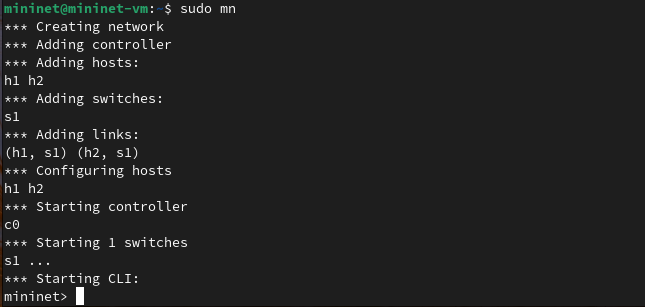 mininet@mininet-vm:~$ sudo mn
*** Creating network
*** Adding controller
*** Adding hosts:
h1 h2
*** Adding switches:
s1
*** Adding links:
(h1, s1) (h2, s1)
*** Configuring hosts
h1 h2
*** Starting controller
c0
*** Starting 1 switches
s1 ...
*** Starting CLI:
mininet>